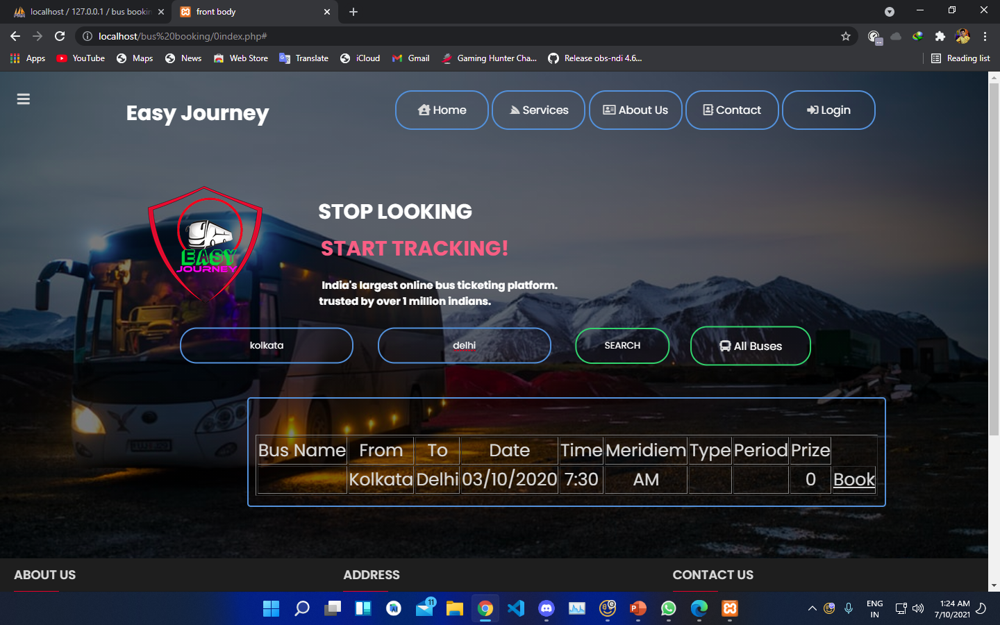 localhost / 127.0.0.1 / bus bookin
front body
localhost/bus%20booking/0index.php#
Apps
YouTube
Maps
News
Web Store
Translate
iCloud
Gmail
Gaming Hunter Cha...
Release obs-ndi 4.6...
Reading list
Easy Journey
Home
Services
About Us
Contact
Login
EASY
JOURNEY
STOP LOOKING
START TRACKING!
India's largest online bus ticketing platform.
trusted by over 1 million indians.
kolkata
delhi
SEARCH
All Buses
Bus Name From To Date Time Meridiem Type Period Prize
Kolkata Delhi 03/10/2020 7:30 AM 0 Book
ABOUT US
ADDRESS
CONTACT US
11
ENG
IN
1:24 AM
7/10/2021